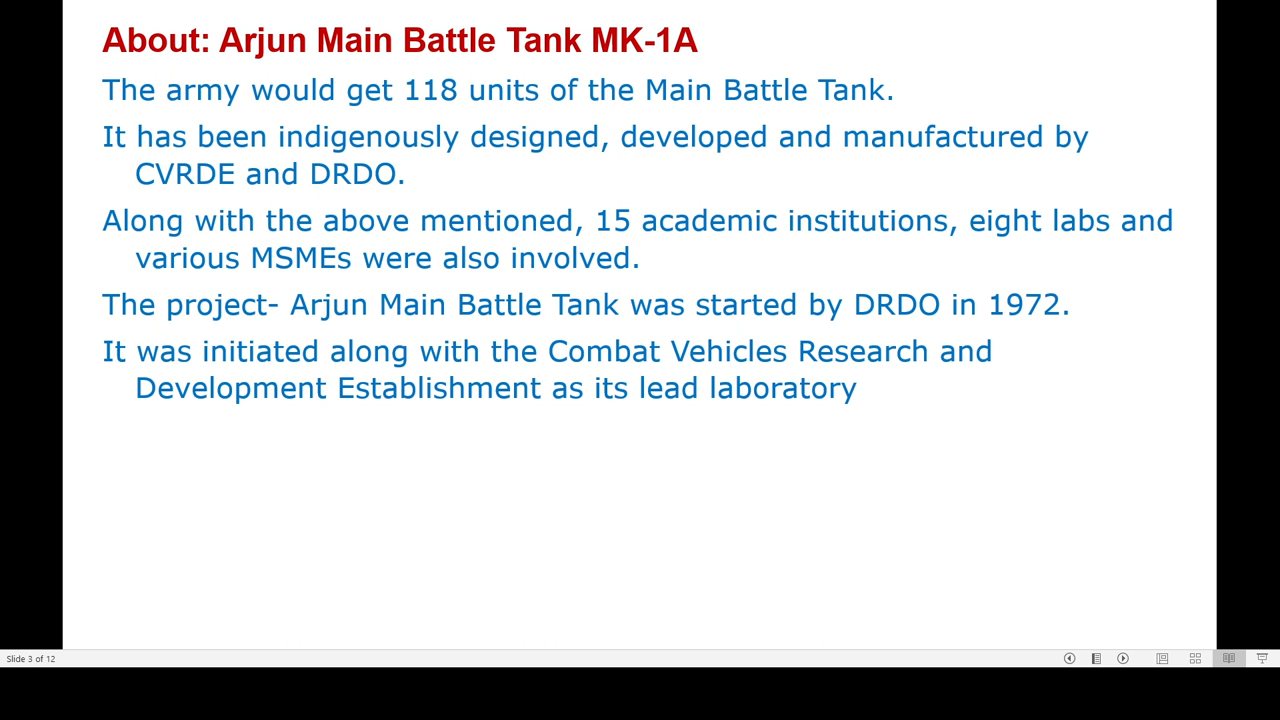 About: Arjun Main Battle Tank MK-1A
The army would get 118 units of the Main Battle Tank.
It has been indigenously designed, developed and manufactured by
CVRDE and DRDO.
Along with the above mentioned, 15 academic institutions, eight labs and
various MSMEs were also involved.
The project- Arjun Main Battle Tank was started by DRDO in 1972.
It was initiated along with the Combat Vehicles Research and
Development Establishment as its lead laboratory
Slide 3 of 12